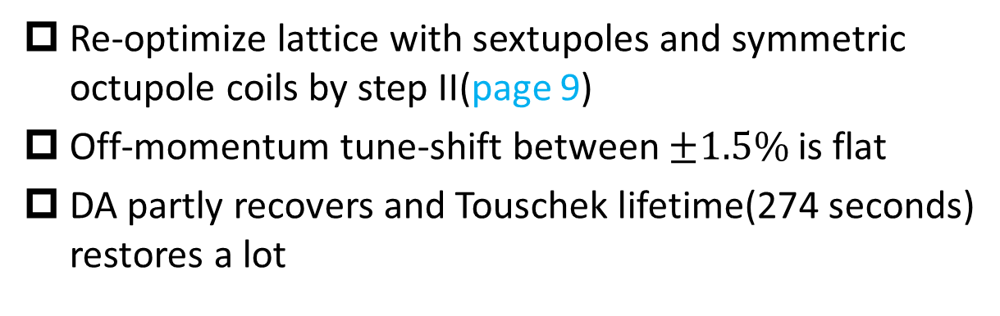 Re-optimize lattice with sextupoles and symmetric
octupole coils by step II(page 9)
Off-momentum tune-shift between ±1.5% is flat
DA partly recovers and Touschek lifetime(274 seconds)
restores a lot